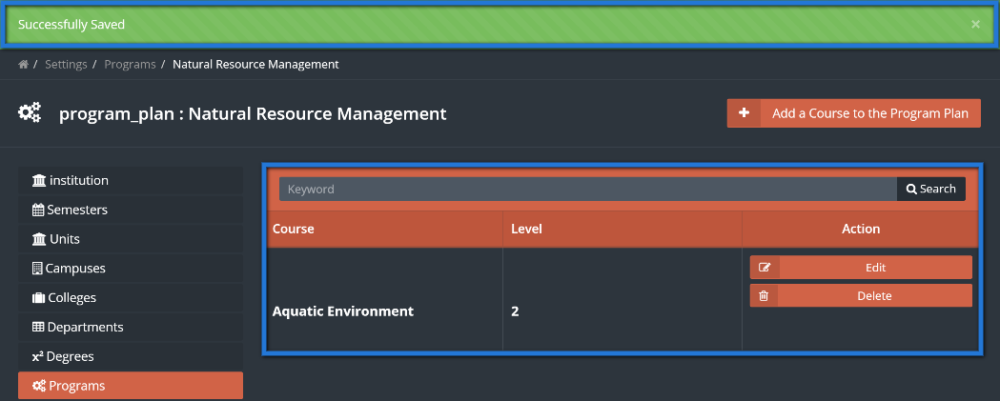 Successfully Saved ×
/ Settings / Programs / Natural Resource Management
program_plan : Natural Resource Management
Add a Course to the Program Plan
institution
Semesters
Units
Campuses
Colleges
Departments
x² Degrees
Programs
Keyword Search
Course Level Action
Aquatic Environment 2 Edit
Delete